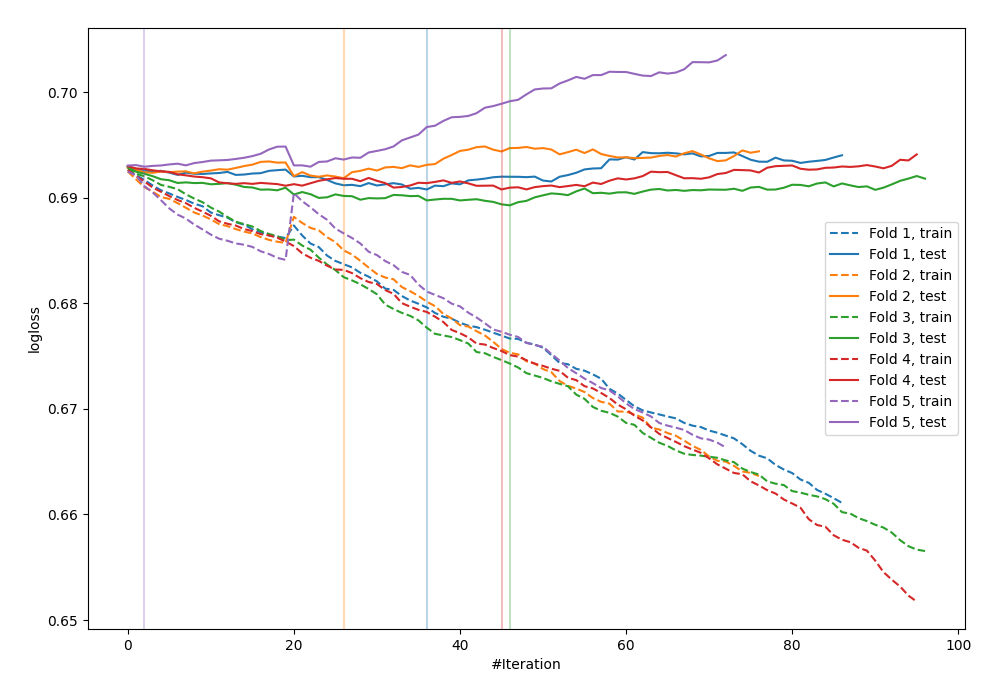 0.70
0.69
0.68
0.67
0.66
0.65
logloss
0
20
40
60
80
100
#Iteration
Fold 1, train
Fold 1, test
Fold 2, train
Fold 2, test
Fold 3, train
Fold 3, test
Fold 4, train
Fold 4, test
Fold 5, train
Fold 5, test